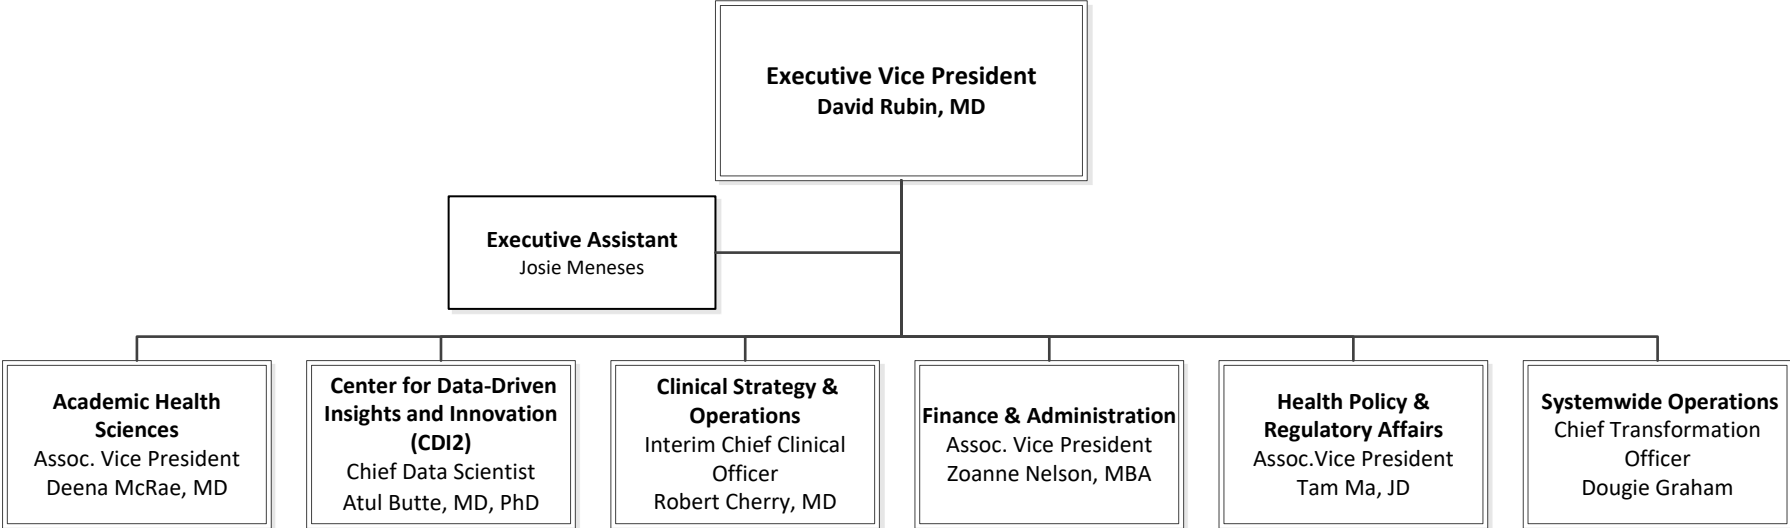 Executive Vice President
David Rubin, MD
Executive Assistant
Josie Meneses
Academic Health
Sciences
Assoc. Vice President
Deena McRae, MD
Center for Data-Driven
Insights and Innovation
(CDI2)
Chief Data Scientist
Atul Butte, MD, PhD
Clinical Strategy &
Operations
Interim Chief Clinical
Officer
Robert Cherry, MD
Finance & Administration
Assoc. Vice President
Zoanne Nelson, MBA
Health Policy &
Regulatory Affairs
Assoc.Vice President
Tam Ma, JD
Systemwide Operations
Chief Transformation
Officer
Dougie Graham